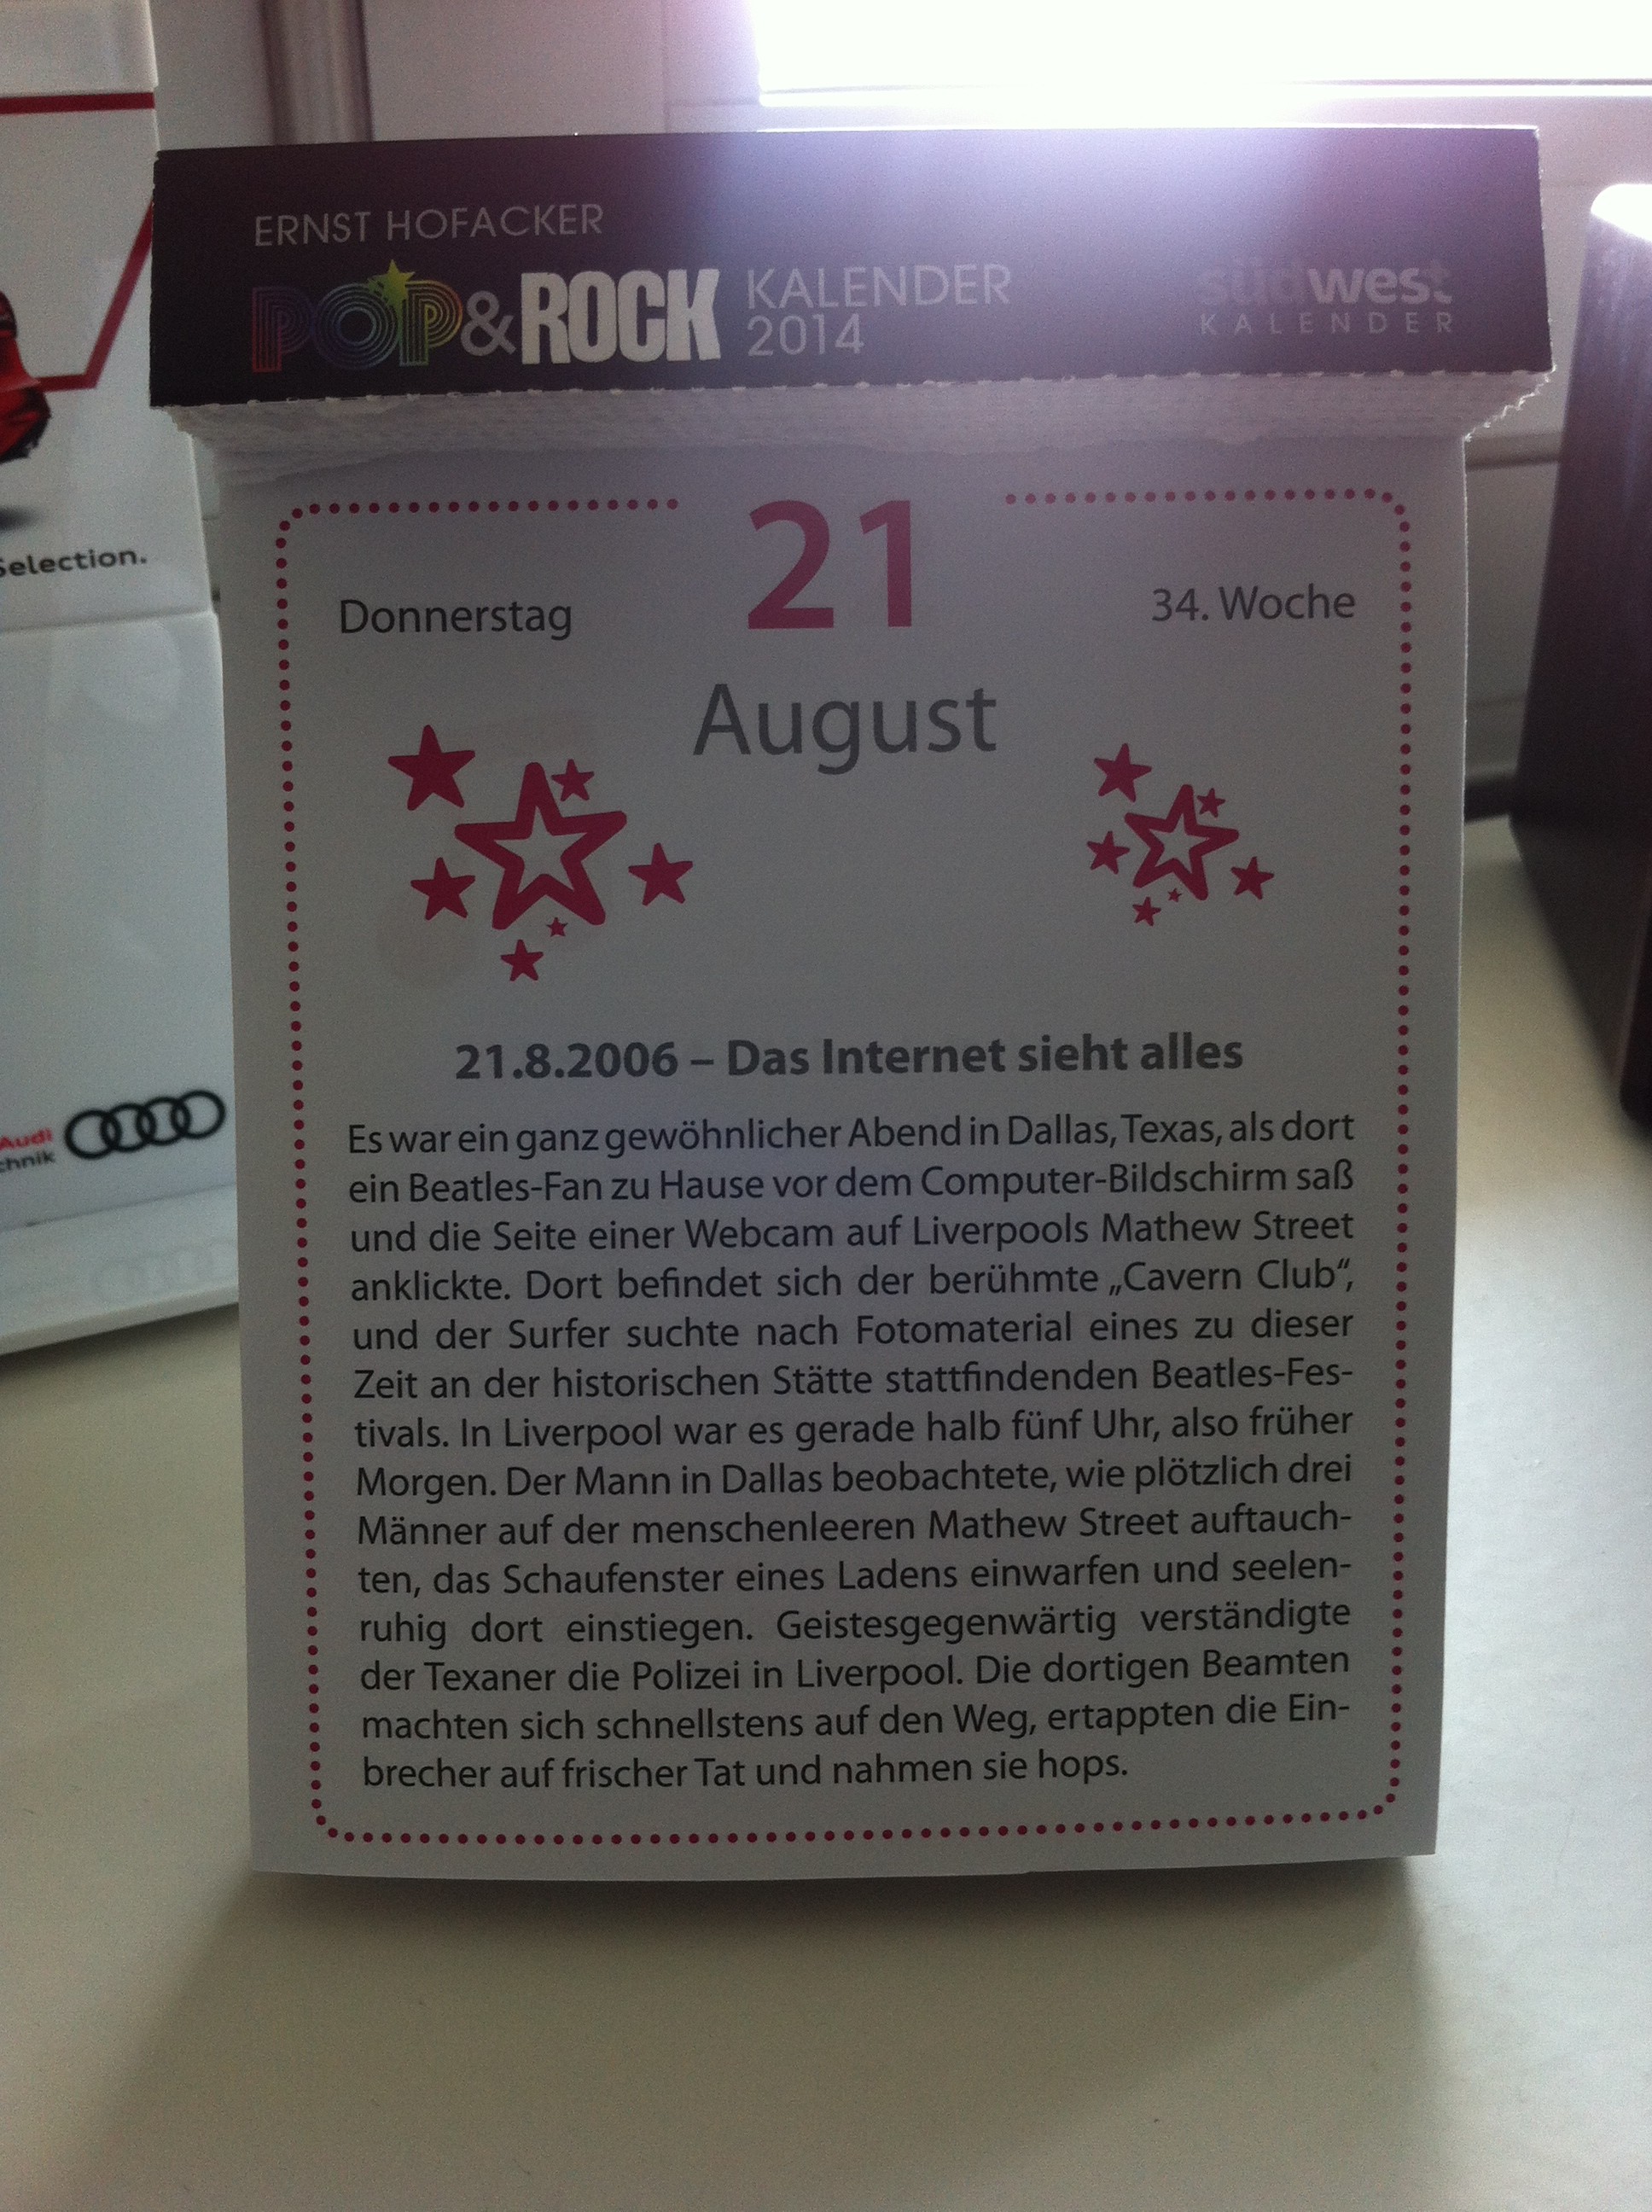 ERNST HOFACKER
POP&ROCK KALENDER 2014
südwest
KALENDER
Selection.
21
Donnerstag
34. Woche
August
21.8.2006 – Das Internet sieht alles
Es war ein ganz gewöhnlicher Abend in Dallas, Texas, als dort
ein Beatles-Fan zu Hause vor dem Computer-Bildschirm saß
und die Seite einer Webcam auf Liverpools Mathew Street
anklickte. Dort befindet sich der berühmte „Cavern Club“,
und der Surfer suchte nach Fotomaterial eines zu dieser
Zeit an der historischen Stätte stattfindenden Beatles-Fes-
tivals. In Liverpool war es gerade halb fünf Uhr, also früher
Morgen. Der Mann in Dallas beobachtete, wie plötzlich drei
Männer auf der menschenleeren Mathew Street auftauch-
ten, das Schaufenster eines Ladens einwarfen und seelen-
ruhig dort einstiegen. Geistesgegenwärtig verständigte
der Texaner die Polizei in Liverpool. Die dortigen Beamten
machten sich schnellstens auf den Weg, ertappten die Ein-
brecher auf frischer Tat und nahmen sie hops.
Audi
chnik